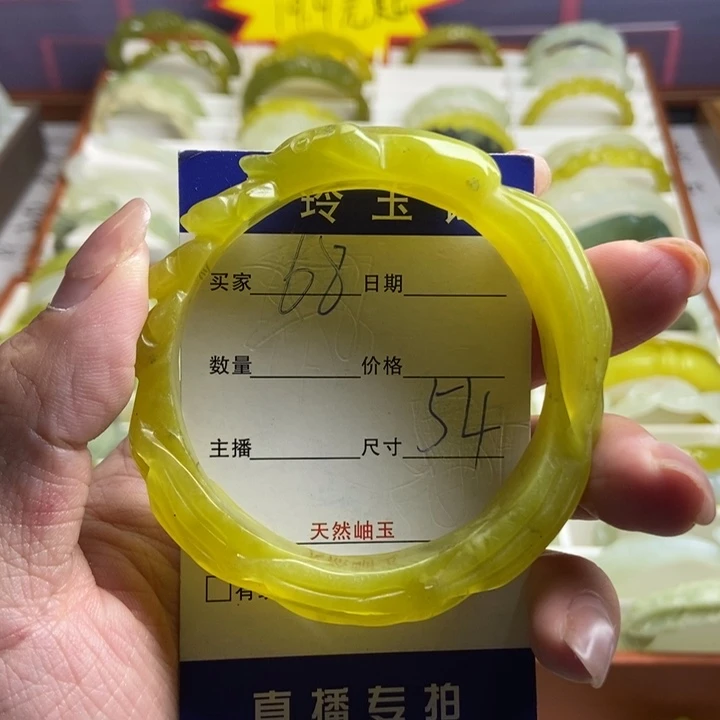 玲玉
买家 68 日期
数量 价格
主播 尺寸 54
天然岫玉
直播专拍